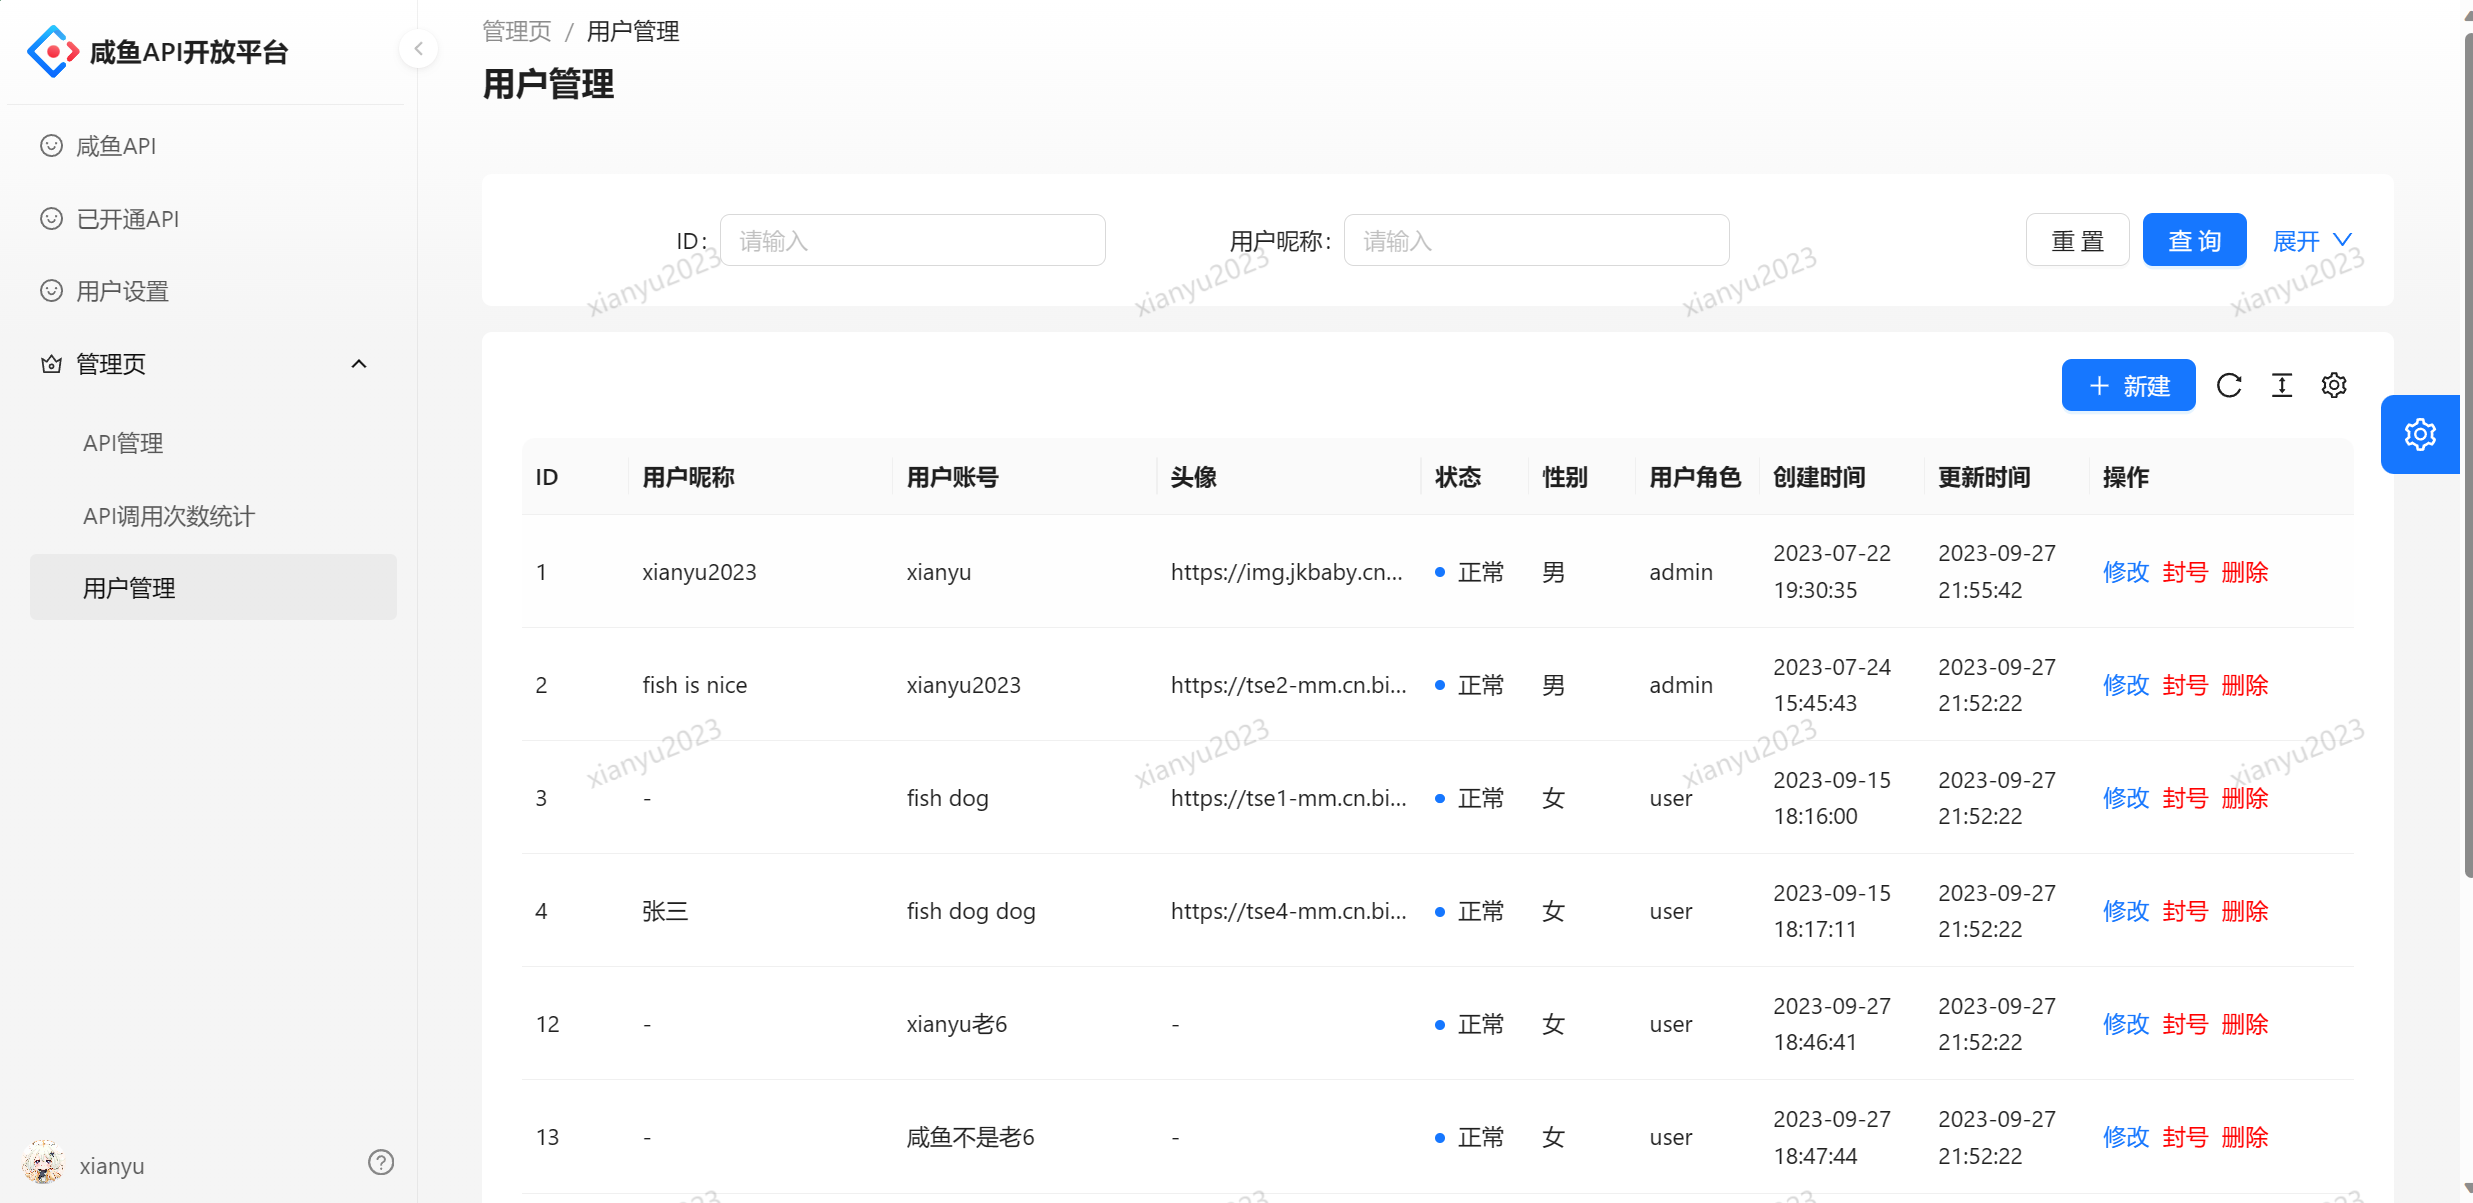 咸鱼API开放平台
咸鱼API
已开通API
用户设置
管理页
API管理
API调用次数统计
用户管理
xianyu
管理页 / 用户管理
用户管理
ID: 请输入 用户昵称: 请输入 重 置 查 询 展开
xianyu2023 xianyu2023 xianyu2023 xianyu2023
新建
ID 用户昵称 用户账号 头像 状态 性别 用户角色 创建时间 更新时间 操作
1 xianyu2023 xianyu https://img.jkbaby.cn... 正常 男 admin 2023-07-22 19:30:35 2023-09-27 21:55:42 修改 封号 删除
2 fish is nice xianyu2023 https://tse2-mm.cn.bi... 正常 男 admin 2023-07-24 15:45:43 2023-09-27 21:52:22 修改 封号 删除
xianyu2023 xianyu2023 xianyu2023 xianyu2023
3 - fish dog https://tse1-mm.cn.bi... 正常 女 user 2023-09-15 18:16:00 2023-09-27 21:52:22 修改 封号 删除
4 张三 fish dog dog https://tse4-mm.cn.bi... 正常 女 user 2023-09-15 18:17:11 2023-09-27 21:52:22 修改 封号 删除
12 - xianyu老6 - 正常 女 user 2023-09-27 18:46:41 2023-09-27 21:52:22 修改 封号 删除
13 - 咸鱼不是老6 - 正常 女 user 2023-09-27 18:47:44 2023-09-27 21:52:22 修改 封号 删除